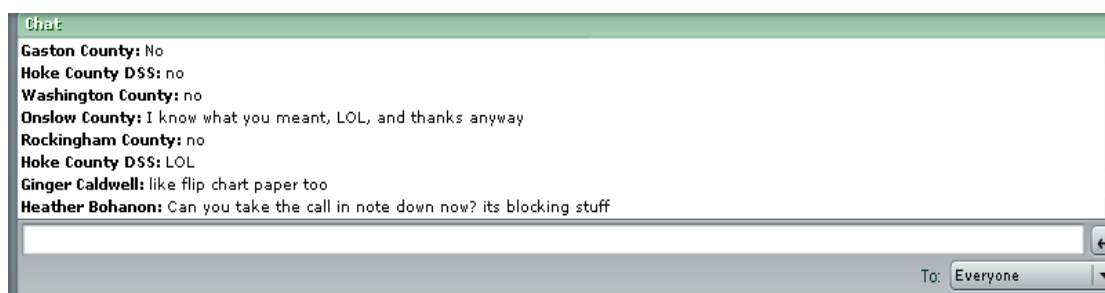 Chat
Gaston County: No
Hoke County DSS: no
Washington County: no
Onslow County: I know what you meant, LOL, and thanks anyway
Rockingham County: no
Hoke County DSS: LOL
Ginger Caldwell: like flip chart paper too
Heather Bohanon: Can you take the call in note down now? its blocking stuff
To: Everyone